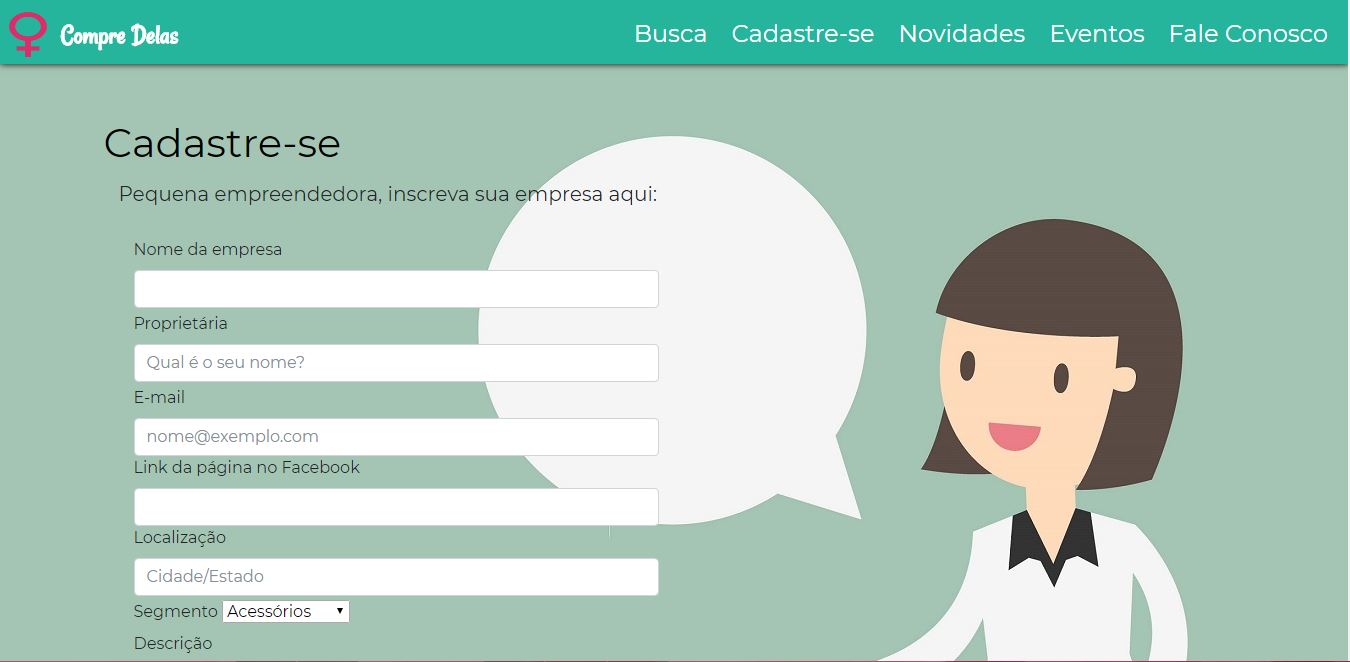 Compre Delas
Busca Cadastre-se Novidades Eventos Fale Conosco
Cadastre-se
Pequena empreendedora, inscreva sua empresa aqui:
Nome da empresa
Proprietária
Qual é o seu nome?
E-mail
nome@exemplo.com
Link da página no Facebook
Localização
Cidade/Estado
Segmento Acessórios
Descrição